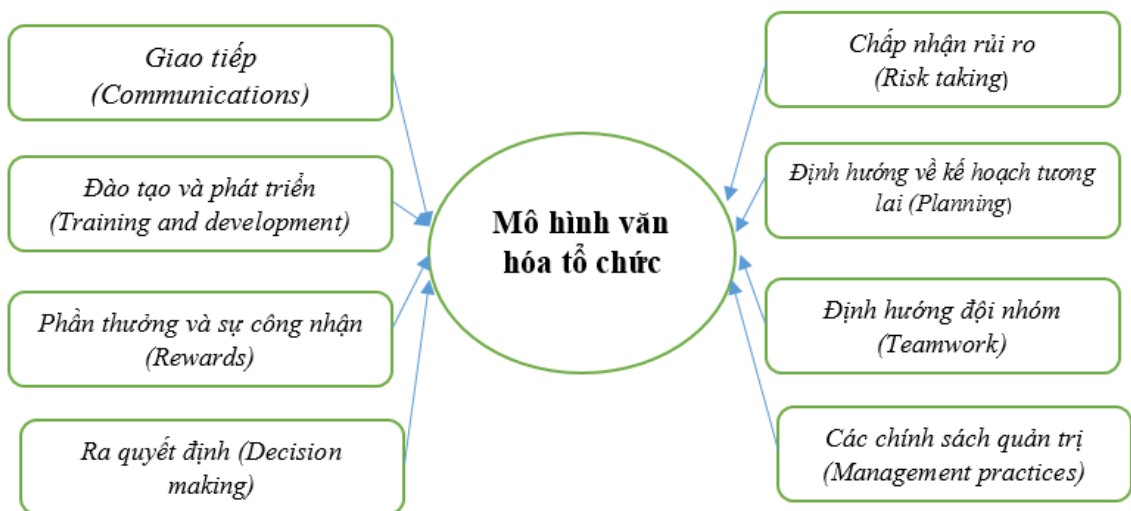 Giao tiếp
(Communications)
Đào tạo và phát triển
(Training and development)
Phần thưởng và sự công nhận
(Rewards)
Ra quyết định (Decision
making)
Mô hình văn
hóa tổ chức
Chấp nhận rủi ro
(Risk taking)
Định hướng về kế hoạch tương
lai (Planning)
Định hướng đội nhóm
(Teamwork)
Các chính sách quản trị
(Management practices)